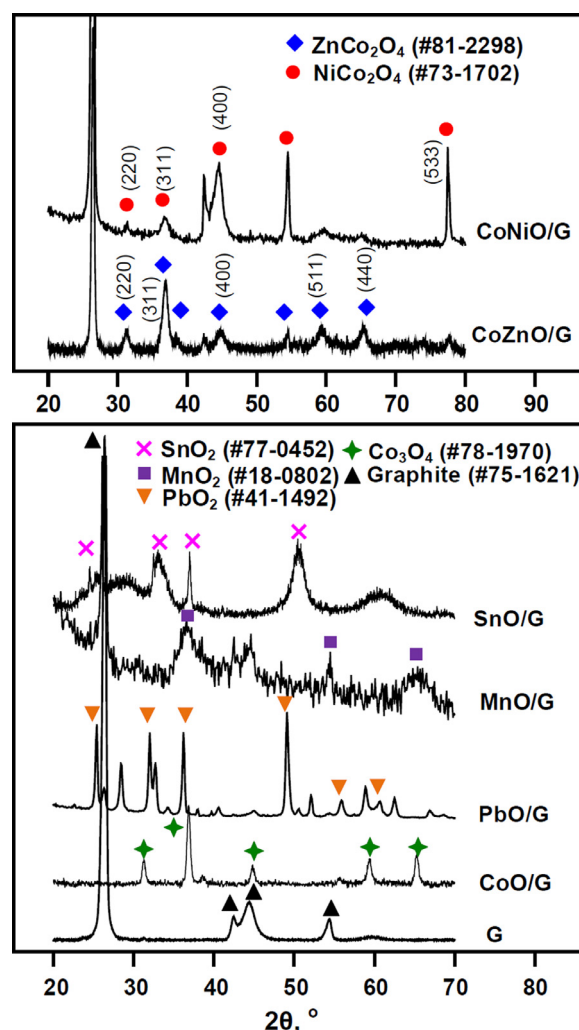 ZnCo₂O₄ (#81-2298)
NiCo₂O₄ (#73-1702)
(220)
(311)
(400)
(533)
CoNiO/G
(220)
(311)
(400)
(511)
(440)
CoZnO/G
20 30 40 50 60 70 80 90
SnO₂ (#77-0452)
Co₃O₄ (#78-1970)
MnO₂ (#18-0802)
Graphite (#75-1621)
PbO₂ (#41-1492)
SnO/G
MnO/G
PbO/G
CoO/G
G
20 30 40 50 60 70
2θ, °